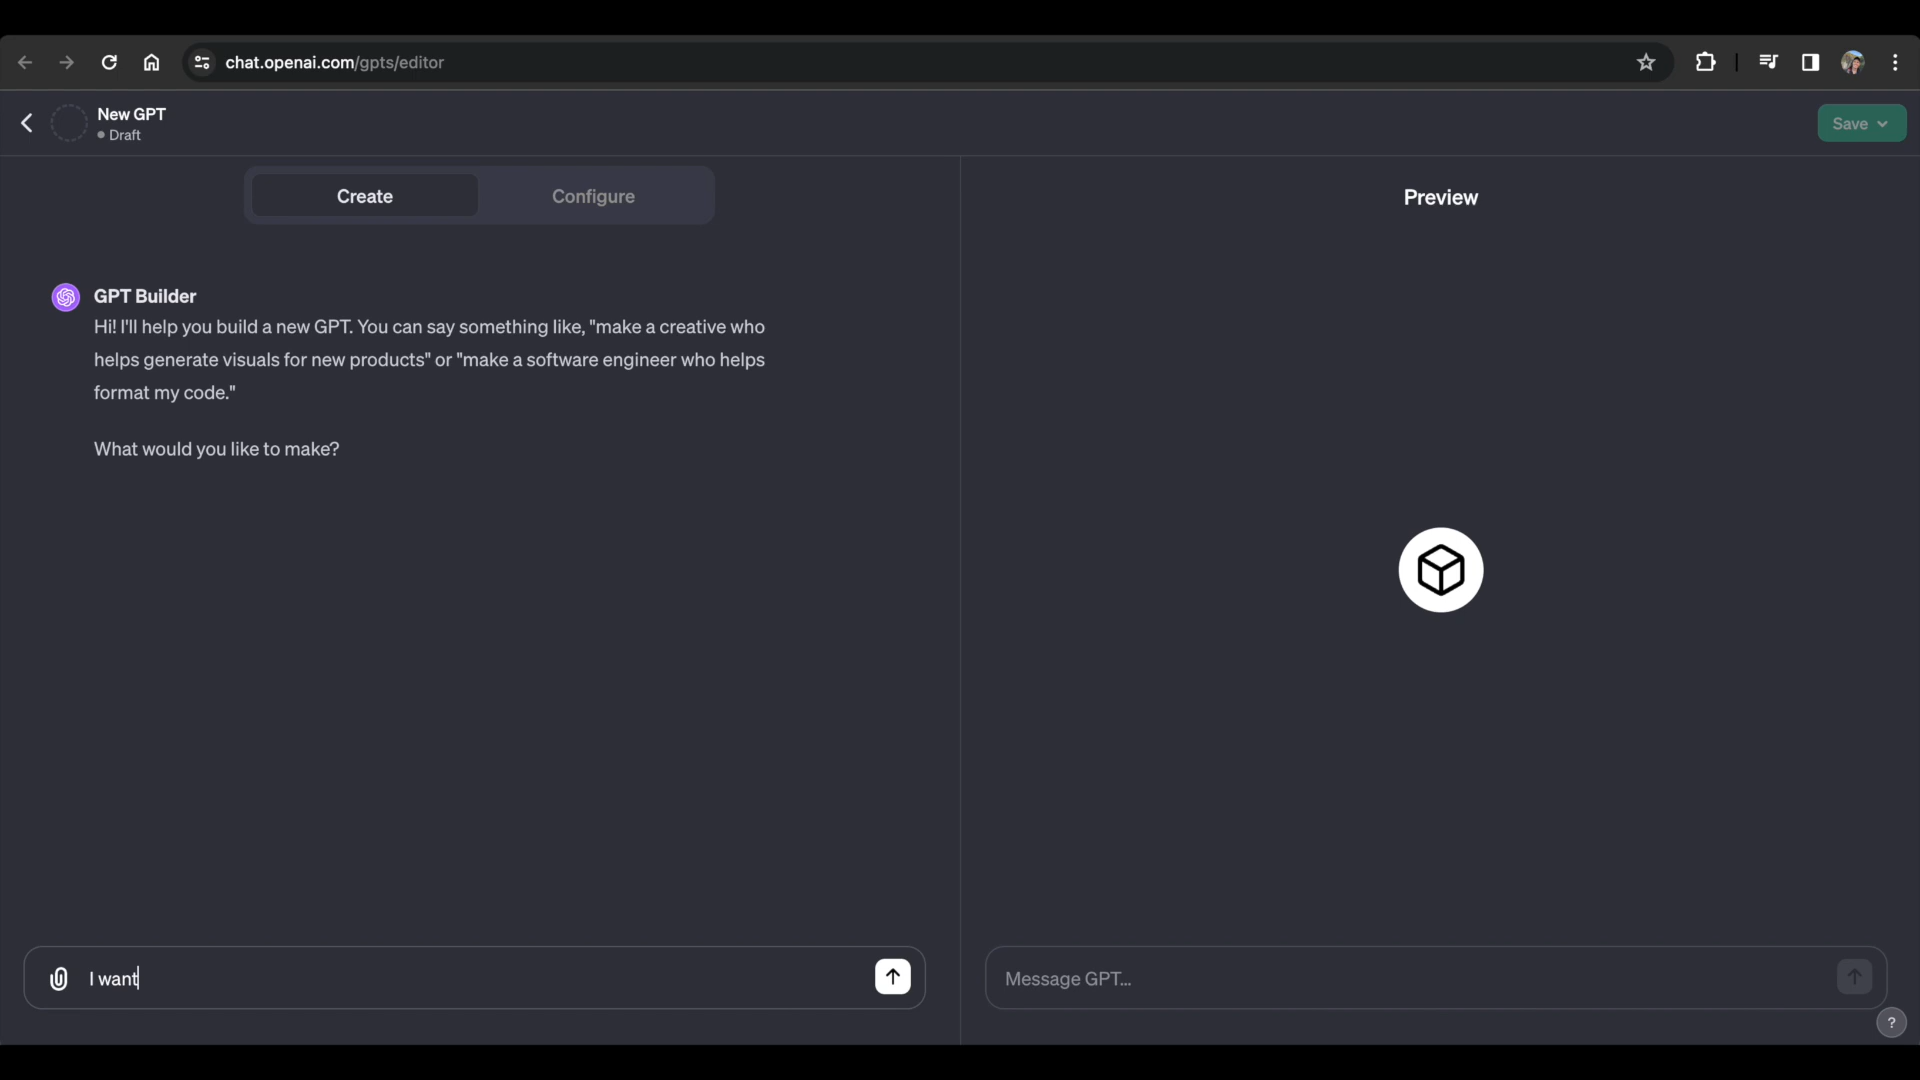 chat.openai.com/gpts/editor
New GPT
Draft
Save
Create
Configure
Preview
GPT Builder
Hi! I'll help you build a new GPT. You can say something like, "make a creative who
helps generate visuals for new products" or "make a software engineer who helps
format my code."
What would you like to make?
I want
Message GPT...
?